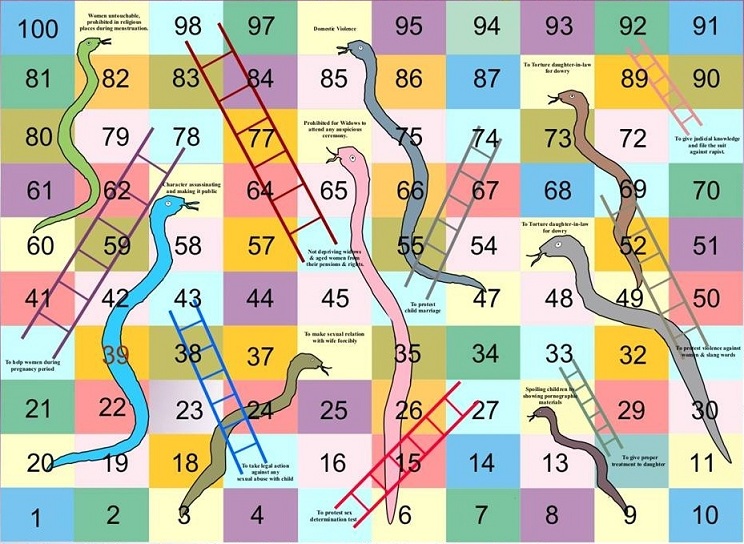 100
Women untouchable,
prohibited in religious
places during menstruation.
98
97
Domestic Violence
95
94
93
92
91
81
82
83
84
85
86
87
To Torture daughter-in-law
for dowry
89
90
80
79
78
77
Prohibited for Widows to
attend any auspicious
ceremony.
75
74
73
72
To give judicial knowledge
and file the suit
against rapist.
61
62
Character assassinating
and making it public
64
65
66
67
68
69
70
60
59
58
57
Not depriving widows
& aged women from
their pensions & rights.
55
54
To Torture daughter-in-law
for dowry
52
51
41
42
43
44
45
To protest
child marriage
47
48
49
50
To help women during
pregnancy period
39
38
37
To make sexual relation
with wife forcibly
35
34
33
32
To protest violence against
women & slang words
21
22
23
24
25
26
27
Spoiling children by
showing pornographic
materials
29
30
20
19
18
To take legal action
against any
sexual abuse with child
16
15
14
13
To give proper
treatment to daughter
11
1
2
3
4
To protest sex
determination test
6
7
8
9
10